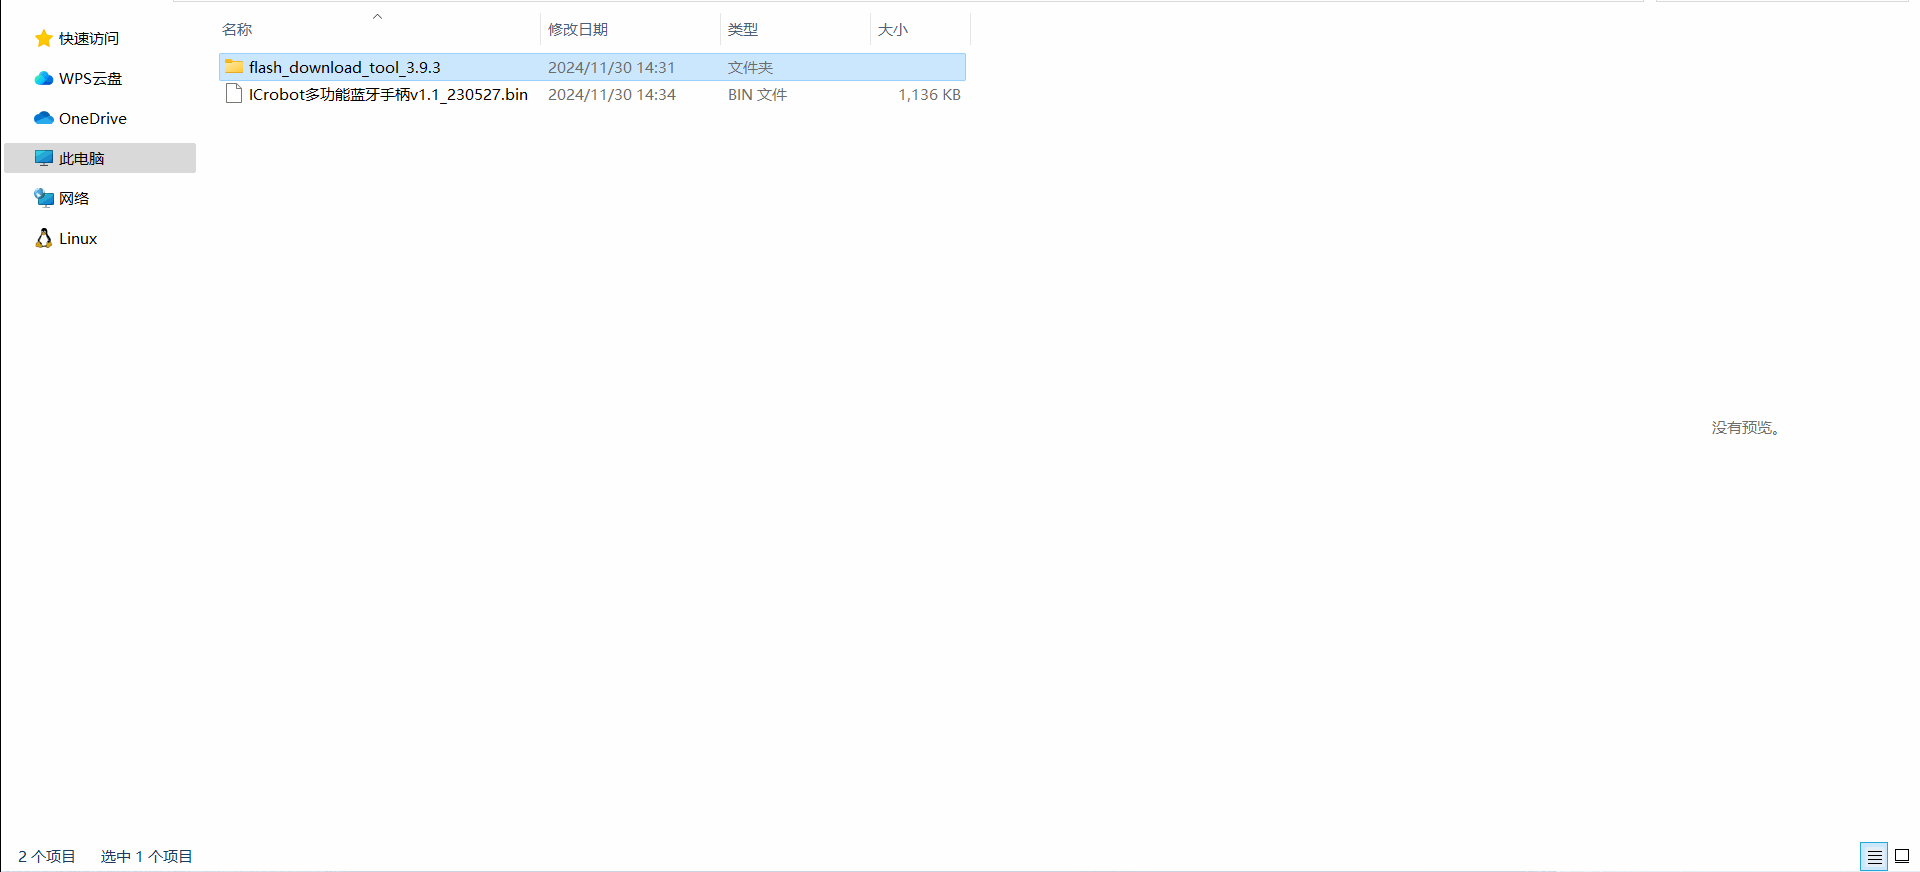 快速访问
WPS云盘
OneDrive
此电脑
网络
Linux
名称 修改日期 类型 大小
flash_download_tool_3.9.3 2024/11/30 14:31 文件夹
ICrobot多功能蓝牙手柄v1.1_230527.bin 2024/11/30 14:34 BIN 文件 1,136 KB
没有预览。
2 个项目 选中 1 个项目